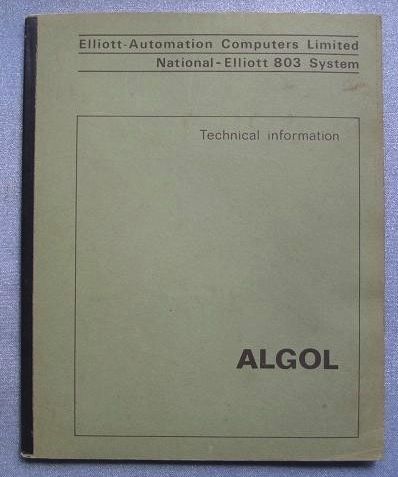 Elliott-Automation Computers Limited
National-Elliott 803 System
Technical information
ALGOL